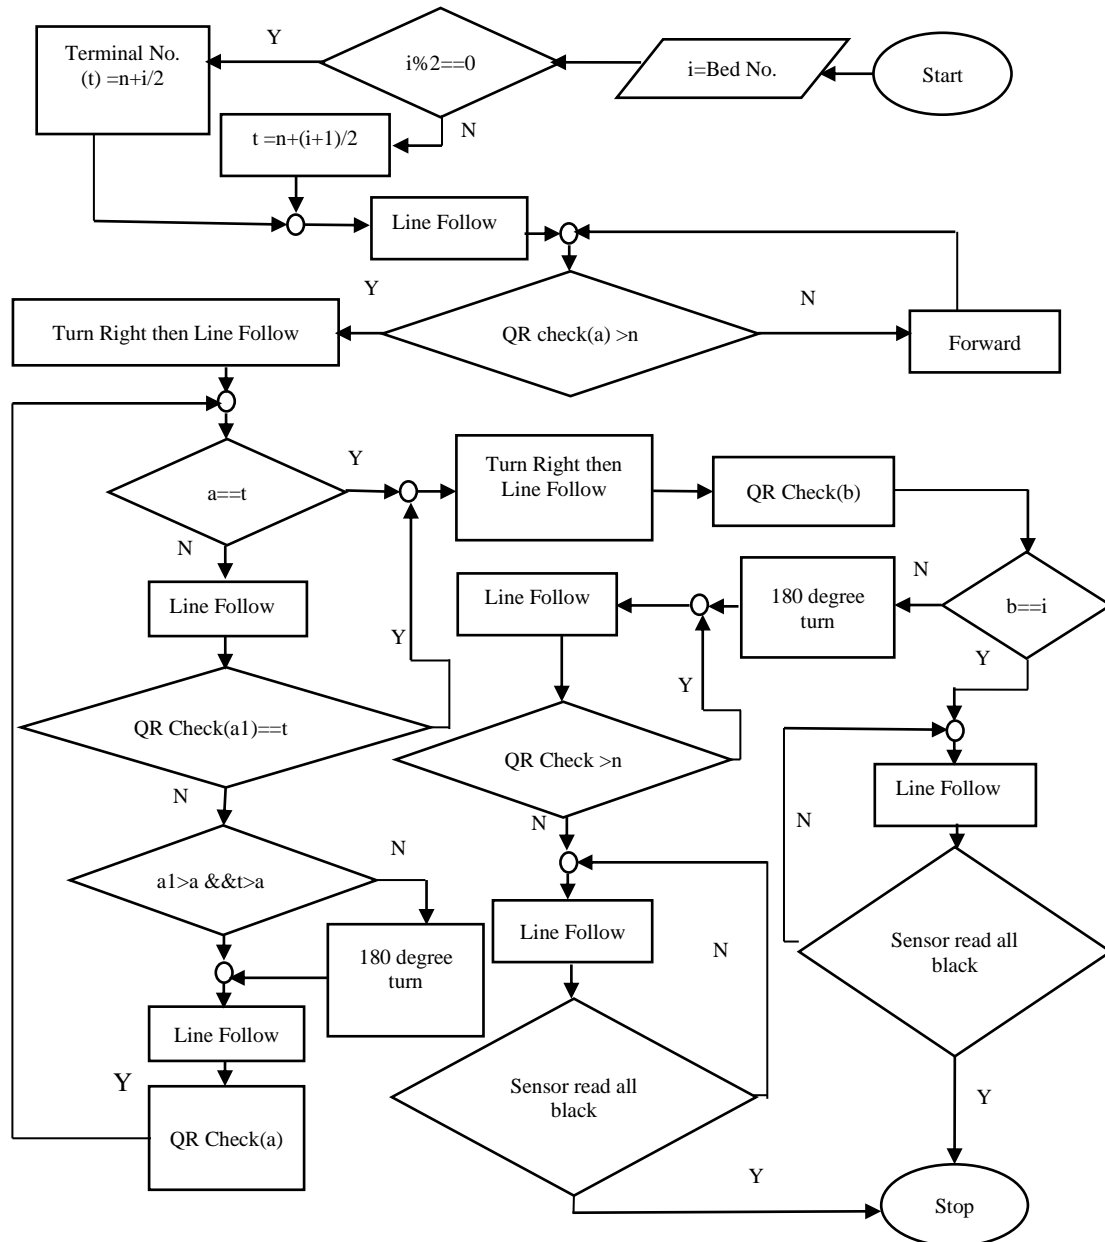 Start
i=Bed No.
i%2==0
Y
Terminal No.
(t) =n+i/2
N
t =n+(i+1)/2
Line Follow
QR check(a) >n
Y
N
Forward
Turn Right then Line Follow
a==t
Y
N
Turn Right then
Line Follow
QR Check(b)
b==i
N
Y
180 degree
turn
Line Follow
Y
QR Check >n
N
Line Follow
N
Sensor read all
black
Y
Line Follow
N
Sensor read all
black
Y
Line Follow
Y
QR Check(a1)==t
N
a1>a &&t>a
N
180 degree
turn
Line Follow
Y
QR Check(a)
Stop